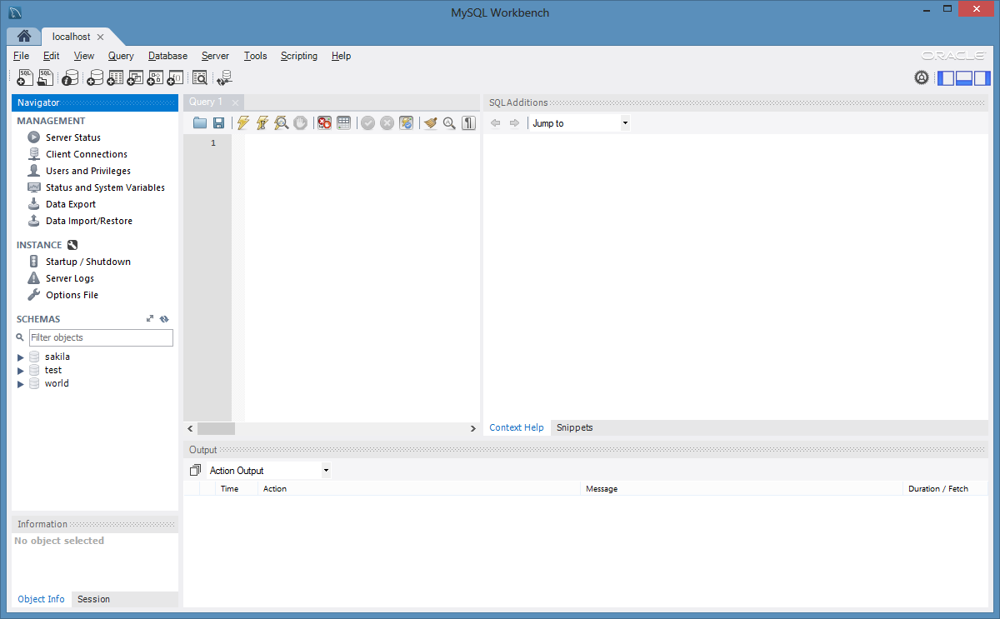 MySQL Workbench
localhost
File Edit View Query Database Server Tools Scripting Help
ORACLE
Navigator
MANAGEMENT
Server Status
Client Connections
Users and Privileges
Status and System Variables
Data Export
Data Import/Restore
INSTANCE
Startup / Shutdown
Server Logs
Options File
SCHEMAS
Filter objects
sakila
test
world
Information
No object selected
Object Info Session
Query 1
1
SQLAdditions
Jump to
Context Help Snippets
Output
Action Output
Time Action Message Duration / Fetch